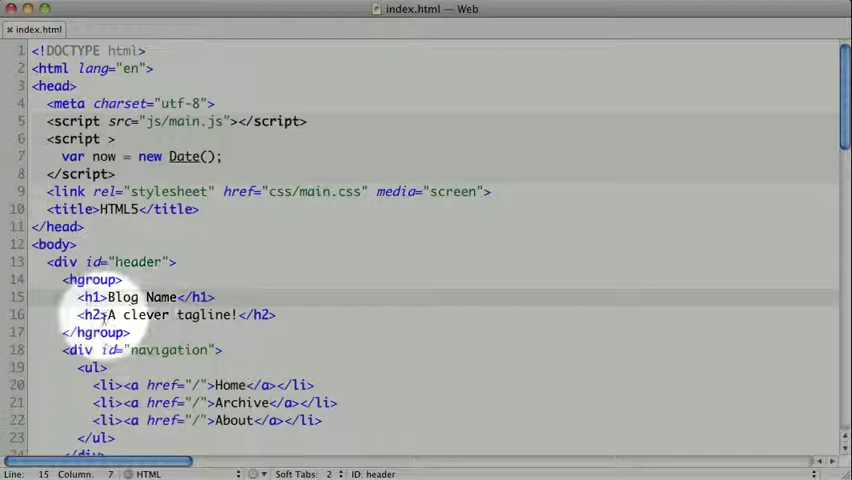 index.html — Web
× index.html
1 <!DOCTYPE html>
2 <html lang="en">
3 <head>
4 <meta charset="utf-8">
5 <script src="js/main.js"></script>
6 <script >
7 var now = new Date();
8 </script>
9 <link rel="stylesheet" href="css/main.css" media="screen">
10 <title>HTML5</title>
11 </head>
12 <body>
13 <div id="header">
14 <hgroup>
15 <h1>Blog Name</h1>
16 <h2>A clever tagline!</h2>
17 </hgroup>
18 <div id="navigation">
19 <ul>
20 <li><a href="/">Home</a></li>
21 <li><a href="/">Archive</a></li>
22 <li><a href="/">About</a></li>
23 </ul>
24 </div>
Line: 15 Column: 7 HTML Soft Tabs: 2 ID: header